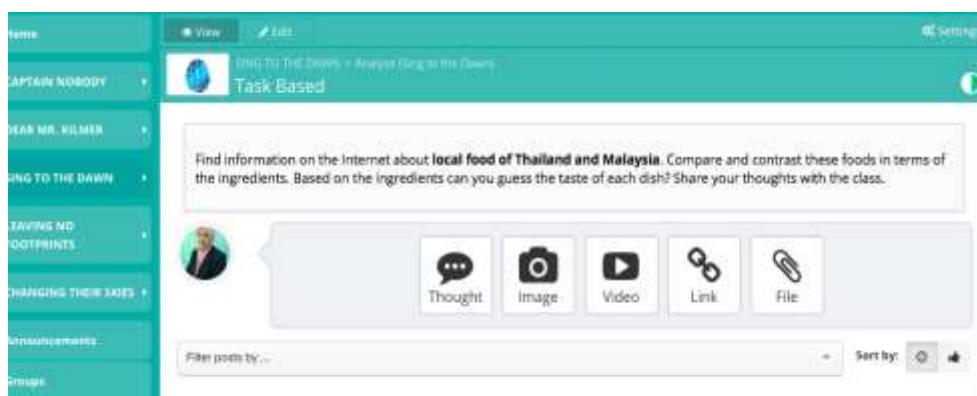 Home
CAPTAIN NOBODY
DEAR MR. KILMER
SING TO THE DAWN
LEAVING NO
FOOTPRINTS
CHANGING THEIR SKIES
Announcements
Groups
View
Edit
Settings
SING TO THE DAWN > Analyse (Sing to the Dawn)
Task Based
Find information on the Internet about local food of Thailand and Malaysia. Compare and contrast these foods in terms of
the ingredients. Based on the ingredients can you guess the taste of each dish? Share your thoughts with the class.
Thought
Image
Video
Link
File
Filter posts by ...
Sort by: